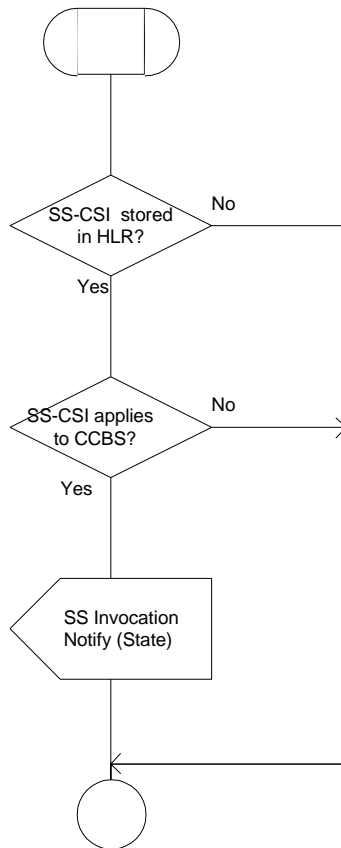 SS-CSI stored
in HLR?
No
Yes
SS-CSI applies
to CCBS?
No
Yes
SS Invocation
Notify (State)